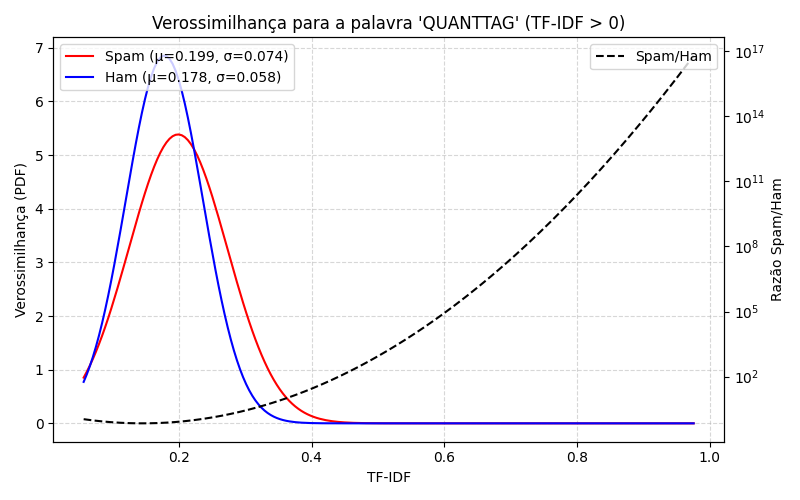 Verossimilhança para a palavra 'QUANTTAG' (TF-IDF > 0)
Spam (μ=0.199, σ=0.074)
Ham (μ=0.178, σ=0.058)
Spam/Ham
Verossimilhança (PDF)
7
6
5
4
3
2
1
0
10^17
10^14
10^11
10^8
10^5
10^2
Razão Spam/Ham
0.2 0.4 0.6 0.8 1.0
TF-IDF